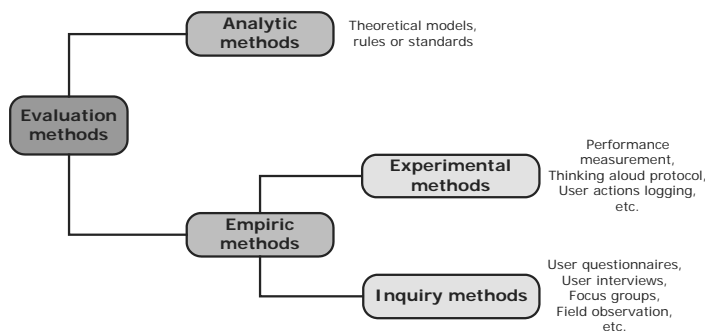 Analytic
methods
Theoretical models,
rules or standards
Evaluation
methods
Experimental
methods
Performance
measurement,
Thinking aloud protocol,
User actions logging,
etc.
Empiric
methods
Inquiry methods
User questionnaires,
User interviews,
Focus groups,
Field observation,
etc.